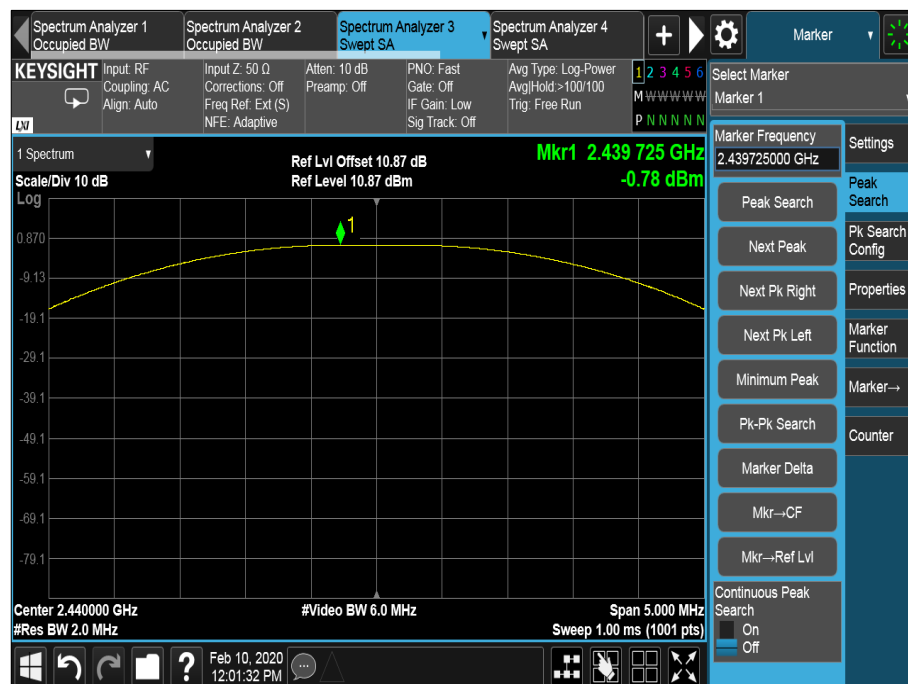 Spectrum Analyzer 1
Occupied BW
Spectrum Analyzer 2
Occupied BW
Spectrum Analyzer 3
Swept SA
Spectrum Analyzer 4
Swept SA
Marker
KEYSIGHT
LXI
Input: RF
Coupling: AC
Align: Auto
Input Z: 50 Ω
Corrections: Off
Freq Ref: Ext (S)
NFE: Adaptive
Atten: 10 dB
Preamp: Off
PNO: Fast
Gate: Off
IF Gain: Low
Sig Track: Off
Avg Type: Log-Power
Avg|Hold:>100/100
Trig: Free Run
1 2 3 4 5 6
M W W W W W
P N N N N N
Select Marker
Marker 1
1 Spectrum
Scale/Div 10 dB
Ref Lvl Offset 10.87 dB
Ref Level 10.87 dBm
Mkr1 2.439 725 GHz
-0.78 dBm
Log
0.870
-9.13
-19.1
-29.1
-39.1
-49.1
-59.1
-69.1
-79.1
1
Center 2.440000 GHz
#Res BW 2.0 MHz
#Video BW 6.0 MHz
Span 5.000 MHz
Sweep 1.00 ms (1001 pts)
Marker Frequency
2.439725000 GHz
Peak Search
Next Peak
Next Pk Right
Next Pk Left
Minimum Peak
Pk-Pk Search
Marker Delta
Mkr→CF
Mkr→Ref Lvl
Continuous Peak
Search
On
Off
Settings
Peak
Search
Pk Search
Config
Properties
Marker
Function
Marker→
Counter
?
Feb 10, 2020
12:01:32 PM